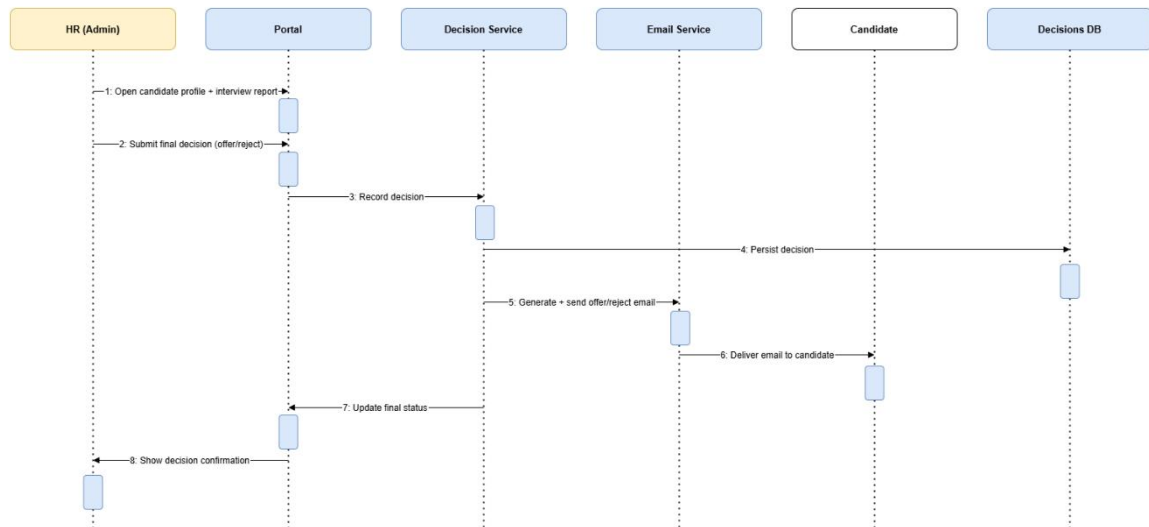 HR (Admin)
Portal
Decision Service
Email Service
Candidate
Decisions DB
1: Open candidate profile + interview report
2: Submit final decision (offer/reject)
3: Record decision
4: Persist decision
5: Generate + send offer/reject email
6: Deliver email to candidate
7: Update final status
8: Show decision confirmation